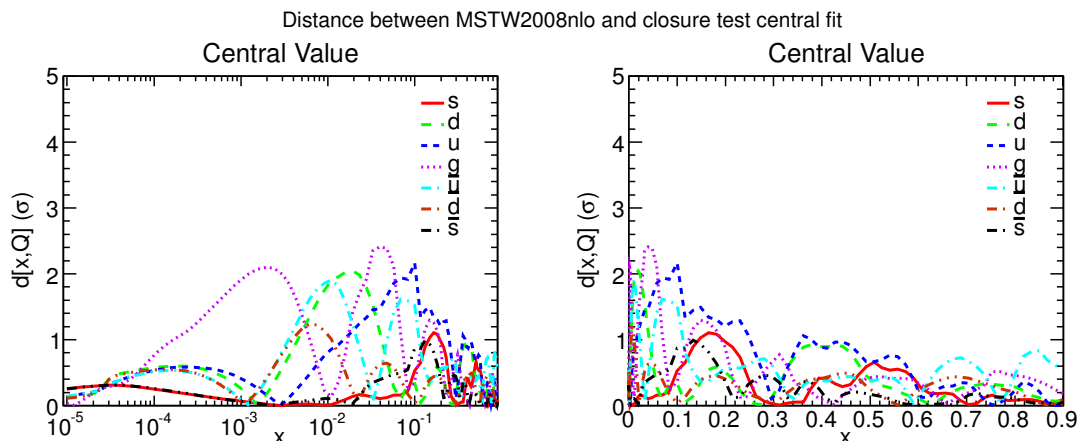 Distance between MSTW2008nlo and closure test central fit
Central Value
d[x,Q] (σ)
5
4
3
2
1
0
s
d
u
g
u̅
d̅
s̅
10⁻⁵ 10⁻⁴ 10⁻³ 10⁻² 10⁻¹
x
Central Value
d[x,Q] (σ)
5
4
3
2
1
0
s
d
u
g
u̅
d̅
s̅
0 0.1 0.2 0.3 0.4 0.5 0.6 0.7 0.8 0.9
x